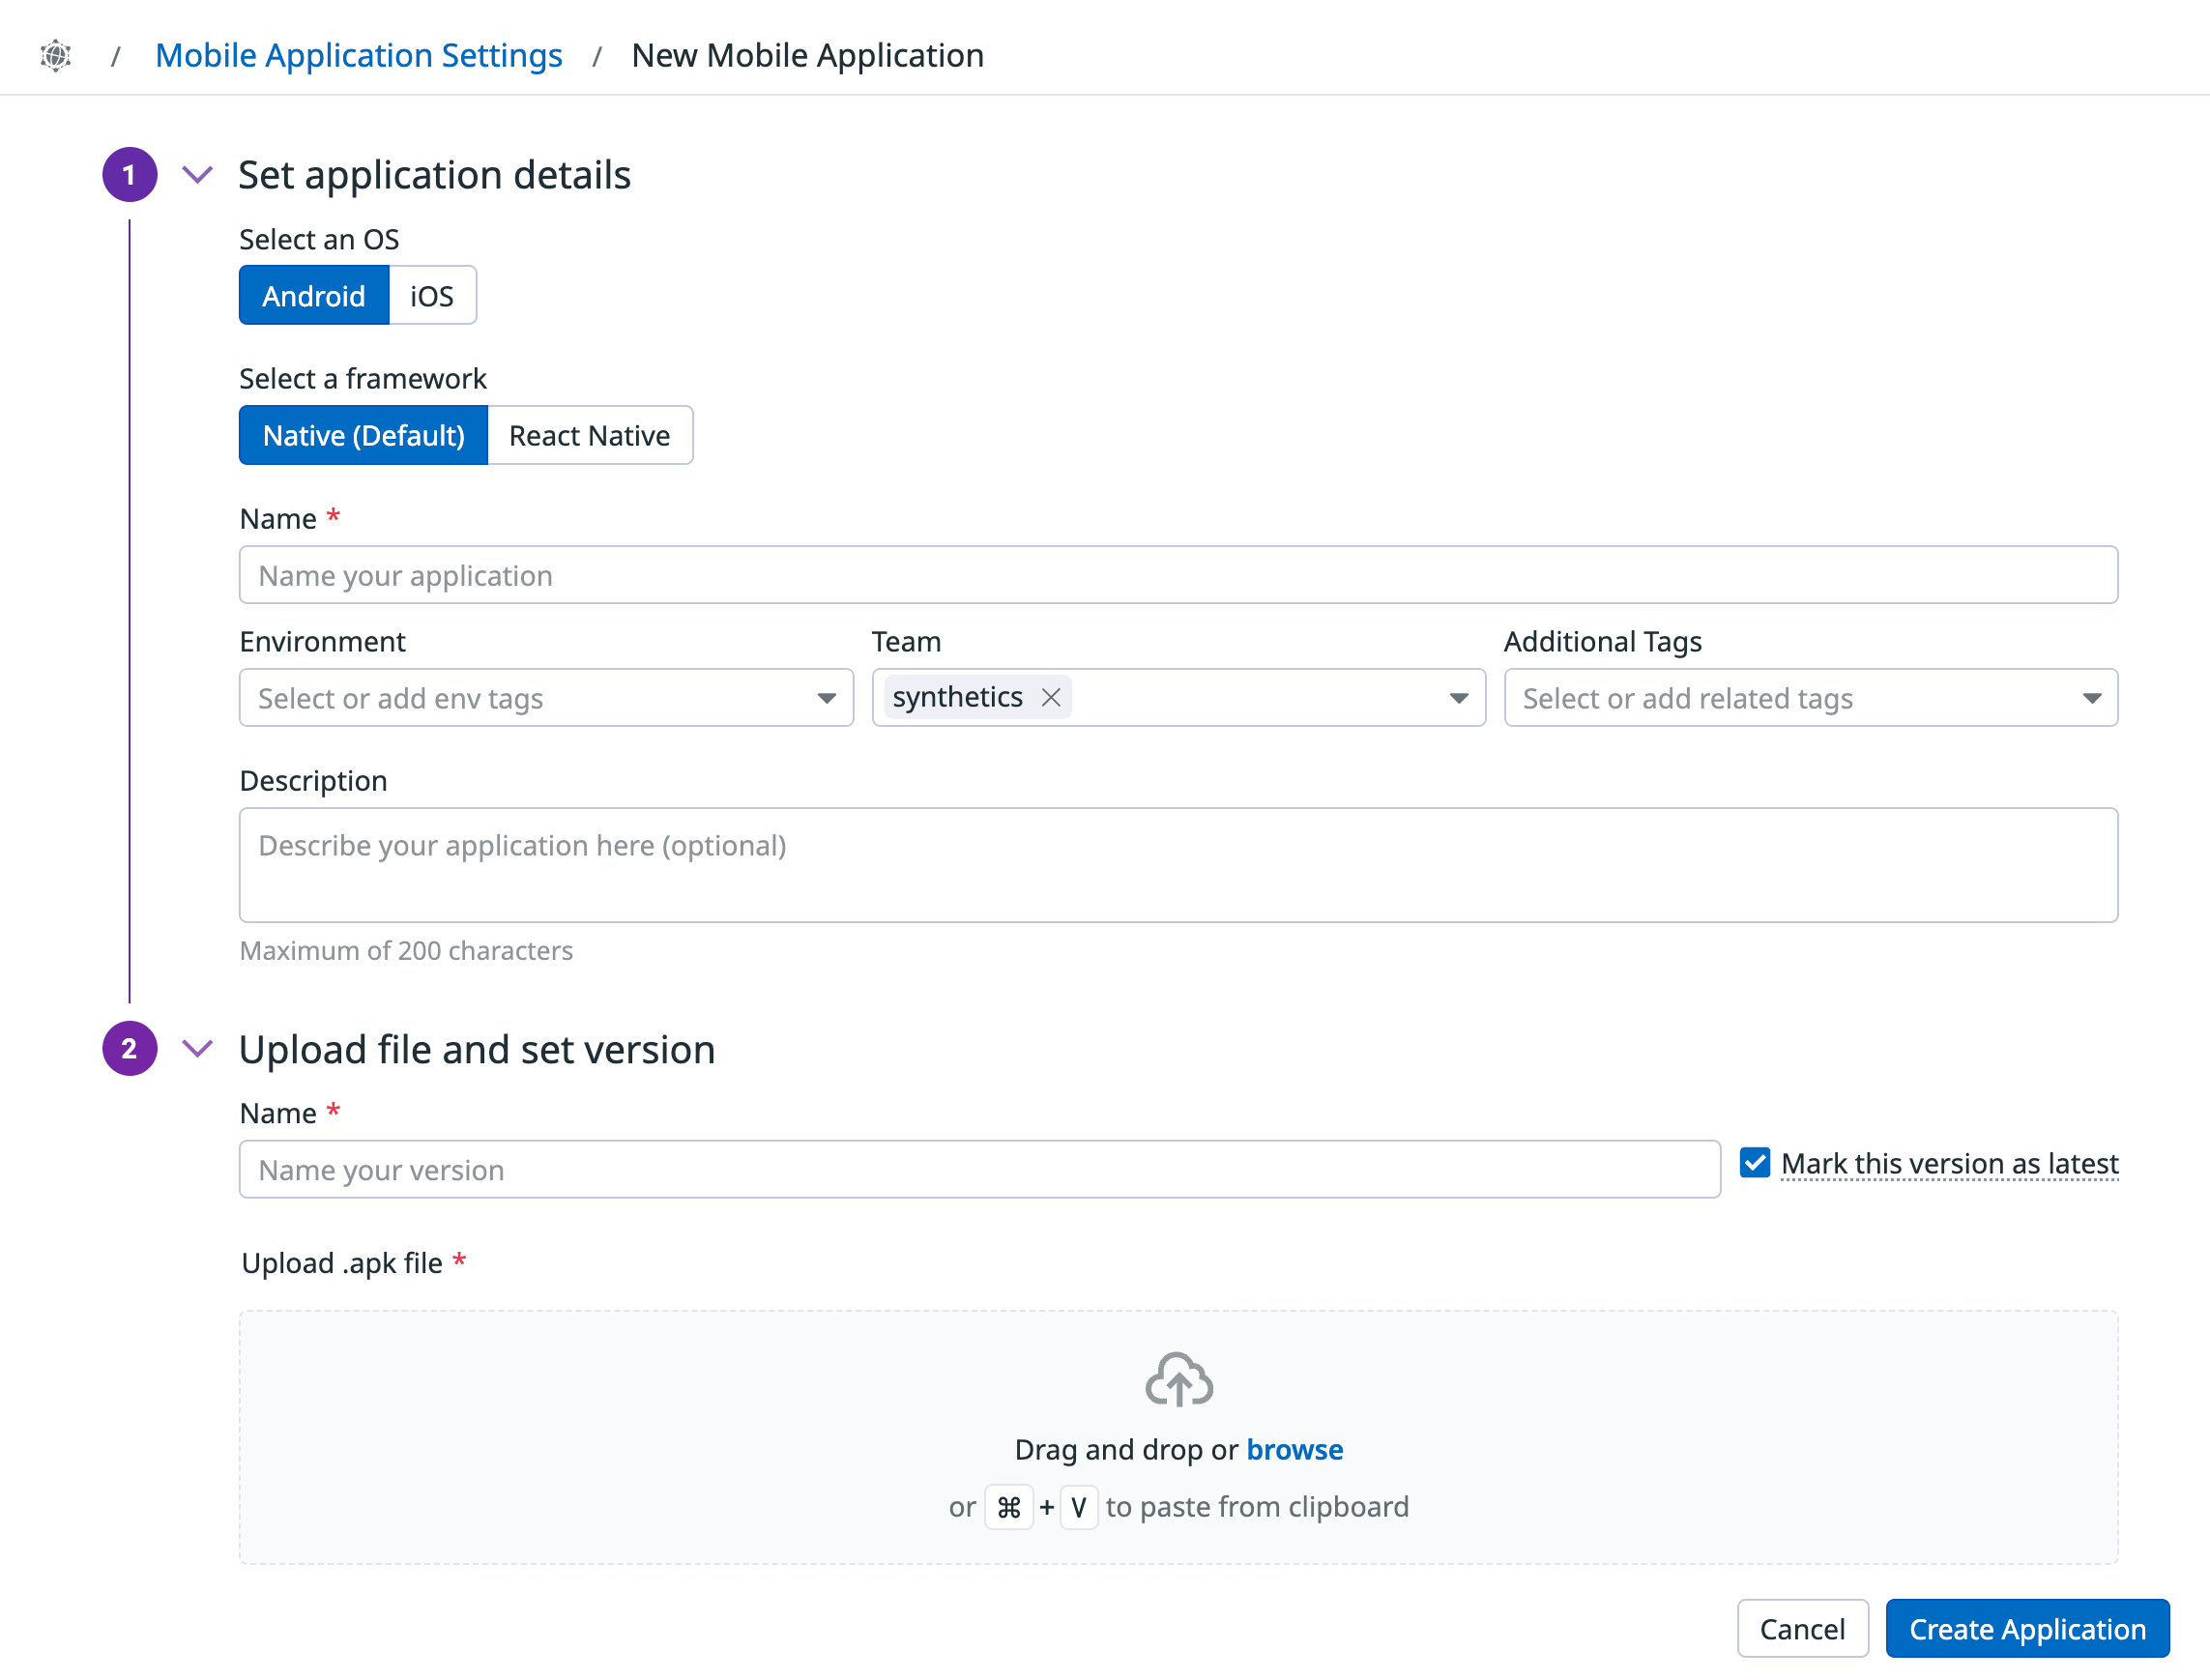 / Mobile Application Settings / New Mobile Application
1 Set application details
Select an OS
Android iOS
Select a framework
Native (Default) React Native
Name *
Name your application
Environment Team Additional Tags
Select or add env tags synthetics Select or add related tags
Description
Describe your application here (optional)
Maximum of 200 characters
2 Upload file and set version
Name *
Name your version Mark this version as latest
Upload .apk file *
Drag and drop or browse
or ⌘ + V to paste from clipboard
Cancel Create Application